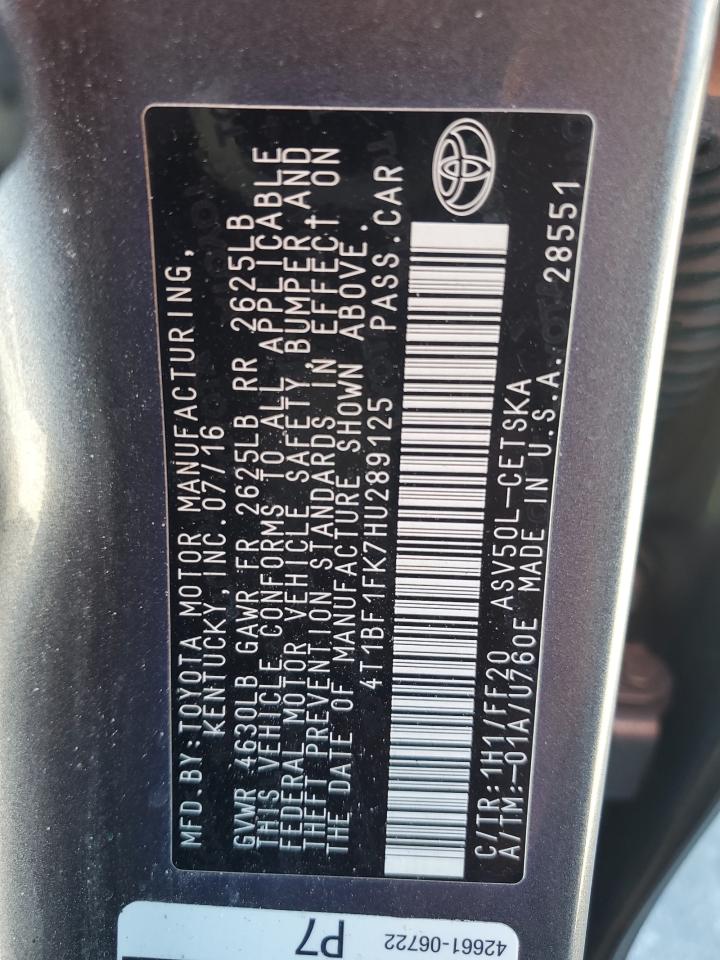 MFD.BY:TOYOTA MOTOR MANUFACTURING,
KENTUCKY, INC. 07/16
GVWR 4630LB GAWR FR 2625LB RR 2625LB
THIS VEHICLE CONFORMS TO ALL APPLICABLE
FEDERAL MOTOR VEHICLE SAFETY, BUMPER, AND
THEFT PREVENTION STANDARDS IN EFFECT ON
THE DATE OF MANUFACTURE SHOWN ABOVE.
4T1BF1FK7HU289125 PASS.CAR
C/TR:1H1/FF20 ASV50L-CETSKA
A/TM:-01A/U760E MADE IN U.S.A. 28551
P7
42661-06722